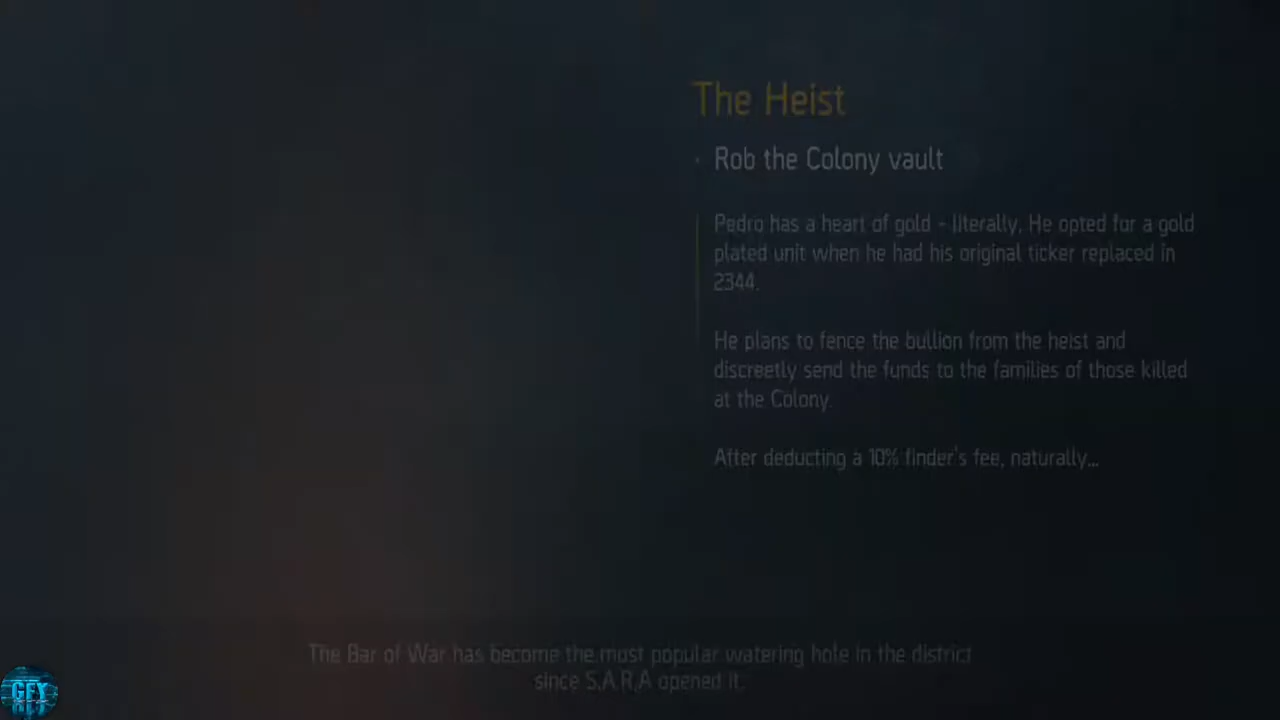 The Heist
Rob the Colony vault
Pedro has a heart of gold - literally. He opted for a gold
plated unit when he had his original ticker replaced in
2344.
He plans to fence the bullion from the heist and
discreetly send the funds to the families of those killed
at the Colony.
After deducting a 10% finder's fee, naturally...
The Bar of War has become the most popular watering hole in the district
since S.A.R.A opened it.
GFY